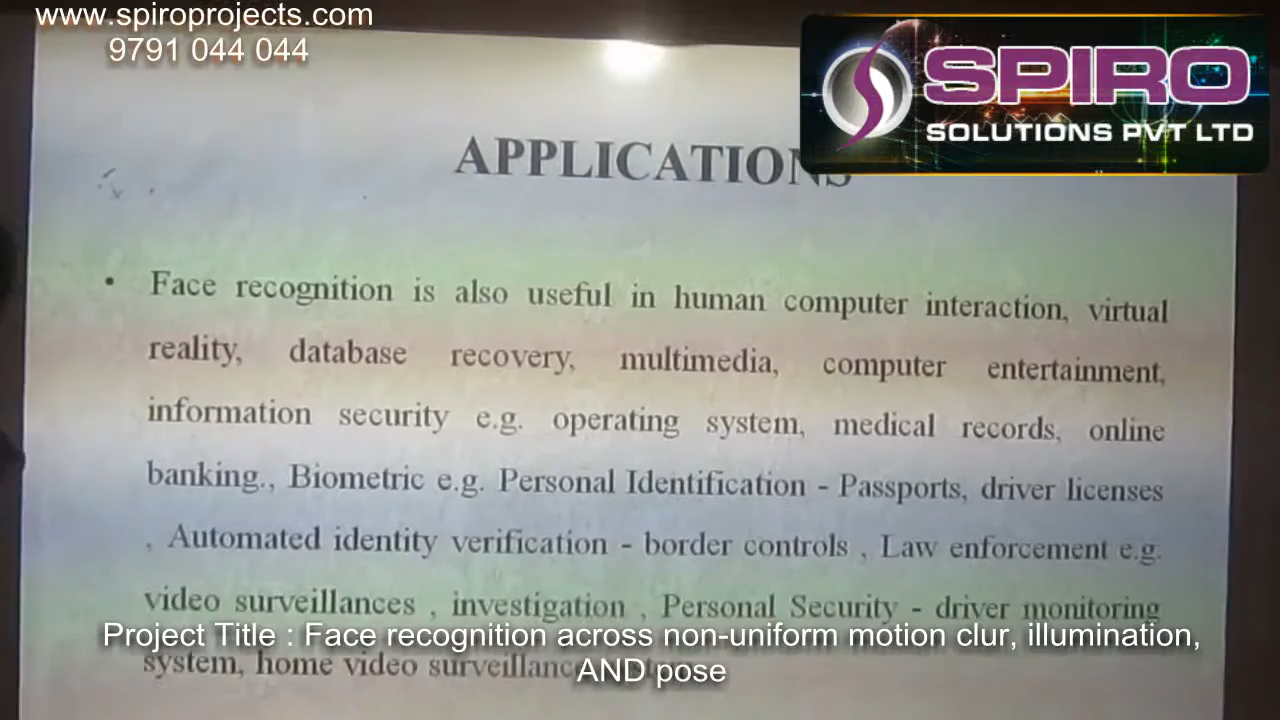 www.spiroprojects.com
9791 044 044
SPIRO
SOLUTIONS PVT LTD
APPLICATIONS
• Face recognition is also useful in human computer interaction, virtual
reality, database recovery, multimedia, computer entertainment,
information security e.g. operating system, medical records, online
banking., Biometric e.g. Personal Identification - Passports, driver licenses
, Automated identity verification - border controls , Law enforcement e.g.
video surveillances , investigation , Personal Security - driver monitoring
Project Title : Face recognition across non-uniform motion clur, illumination,
system, home video surveillance
AND pose